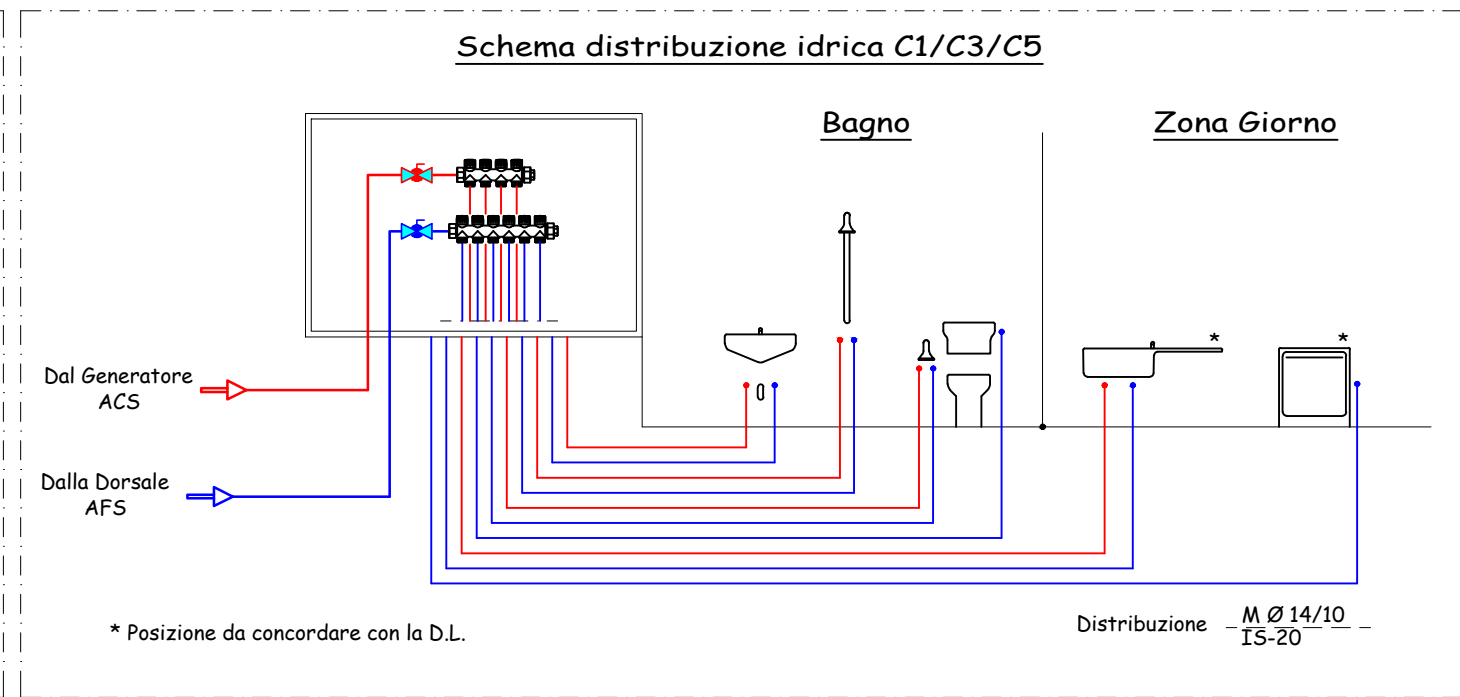 Schema distribuzione idrica C1/C3/C5
Bagno
Zona Giorno
*
*
Dal Generatore
ACS
Dalla Dorsale
AFS
* Posizione da concordare con la D.L.
Distribuzione
M Ø 14/10
IS-20